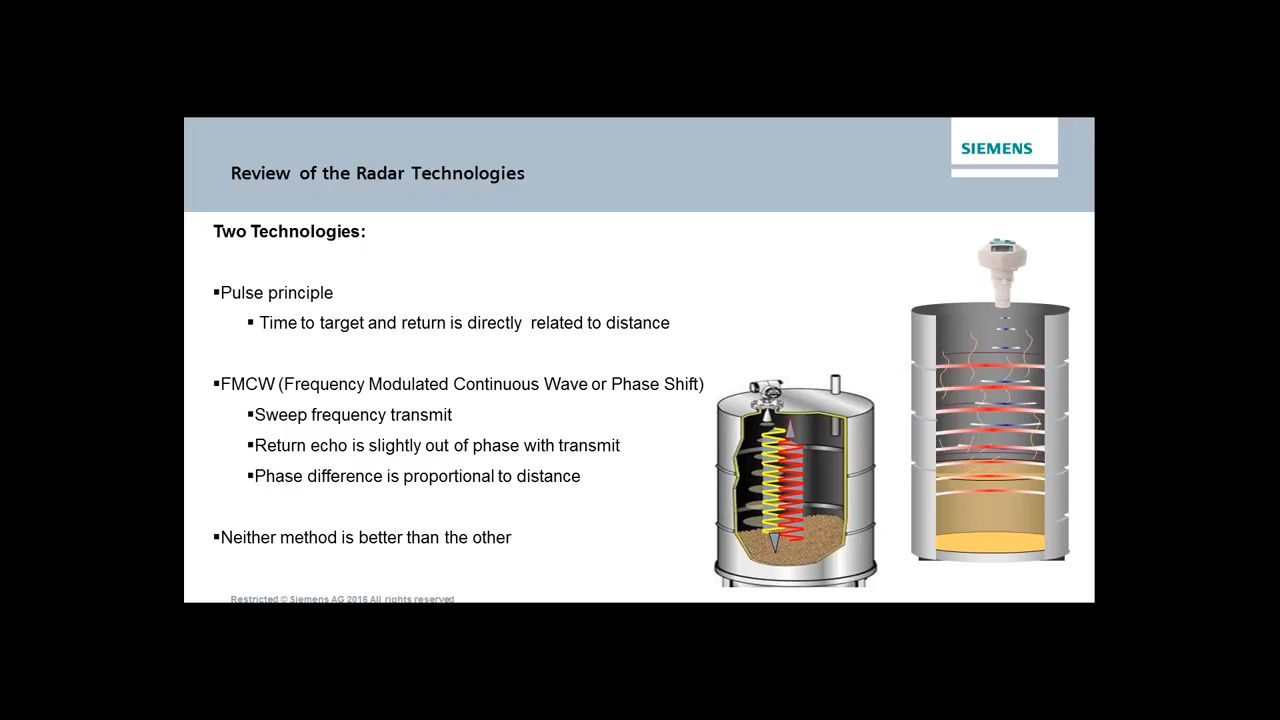 SIEMENS
Review of the Radar Technologies
Two Technologies:
▪Pulse principle
▪ Time to target and return is directly related to distance
▪FMCW (Frequency Modulated Continuous Wave or Phase Shift)
▪Sweep frequency transmit
▪Return echo is slightly out of phase with transmit
▪Phase difference is proportional to distance
▪Neither method is better than the other
Restricted © Siemens AG 2016 All rights reserved